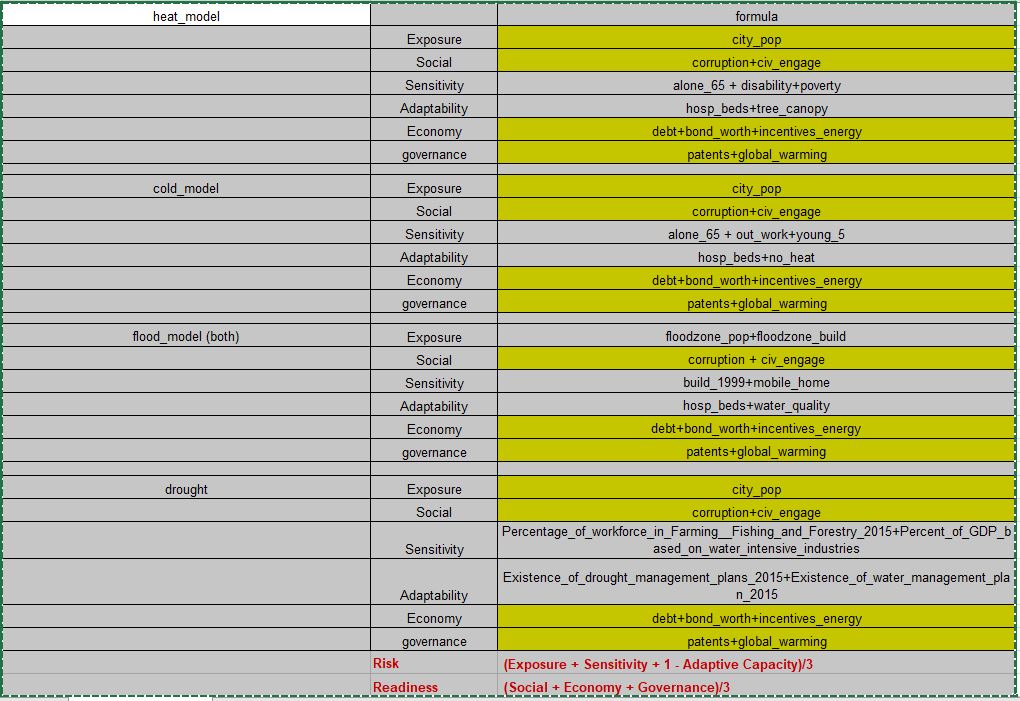 heat_model formula
Exposure city_pop
Social corruption+civ_engage
Sensitivity alone_65 + disability+poverty
Adaptability hosp_beds+tree_canopy
Economy debt+bond_worth+incentives_energy
governance patents+global_warming
cold_model Exposure city_pop
Social corruption+civ_engage
Sensitivity alone_65 + out_work+young_5
Adaptability hosp_beds+no_heat
Economy debt+bond_worth+incentives_energy
governance patents+global_warming
flood_model (both) Exposure floodzone_pop+floodzone_build
Social corruption + civ_engage
Sensitivity build_1999+mobile_home
Adaptability hosp_beds+water_quality
Economy debt+bond_worth+incentives_energy
governance patents+global_warming
drought Exposure city_pop
Social corruption+civ_engage
Percentage_of_workforce_in_Farming__Fishing_and_Forestry_2015+Percent_of_GDP_b
Sensitivity ased_on_water_intensive_industries
Existence_of_drought_management_plans_2015+Existence_of_water_management_pla
Adaptability n_2015
Economy debt+bond_worth+incentives_energy
governance patents+global_warming
Risk (Exposure + Sensitivity + 1 - Adaptive Capacity)/3
Readiness (Social + Economy + Governance)/3